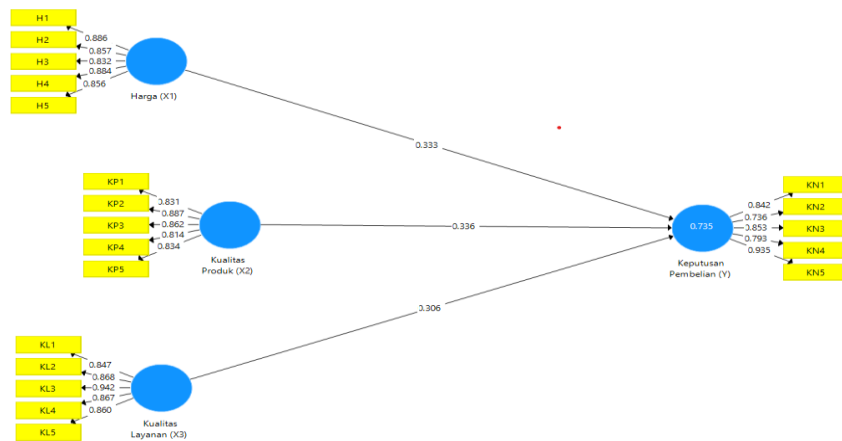 H1
H2
H3
H4
H5
0.886
0.857
0.832
0.884
0.856
Harga (X1)
0.333
KP1
KP2
KP3
KP4
KP5
0.831
0.887
0.862
0.814
0.834
Kualitas
Produk (X2)
0.336
0.735
Keputusan
Pembelian (Y)
0.842
0.736
0.853
0.793
0.935
KN1
KN2
KN3
KN4
KN5
0.306
KL1
KL2
KL3
KL4
KL5
0.847
0.868
0.942
0.867
0.860
Kualitas
Layanan (X3)